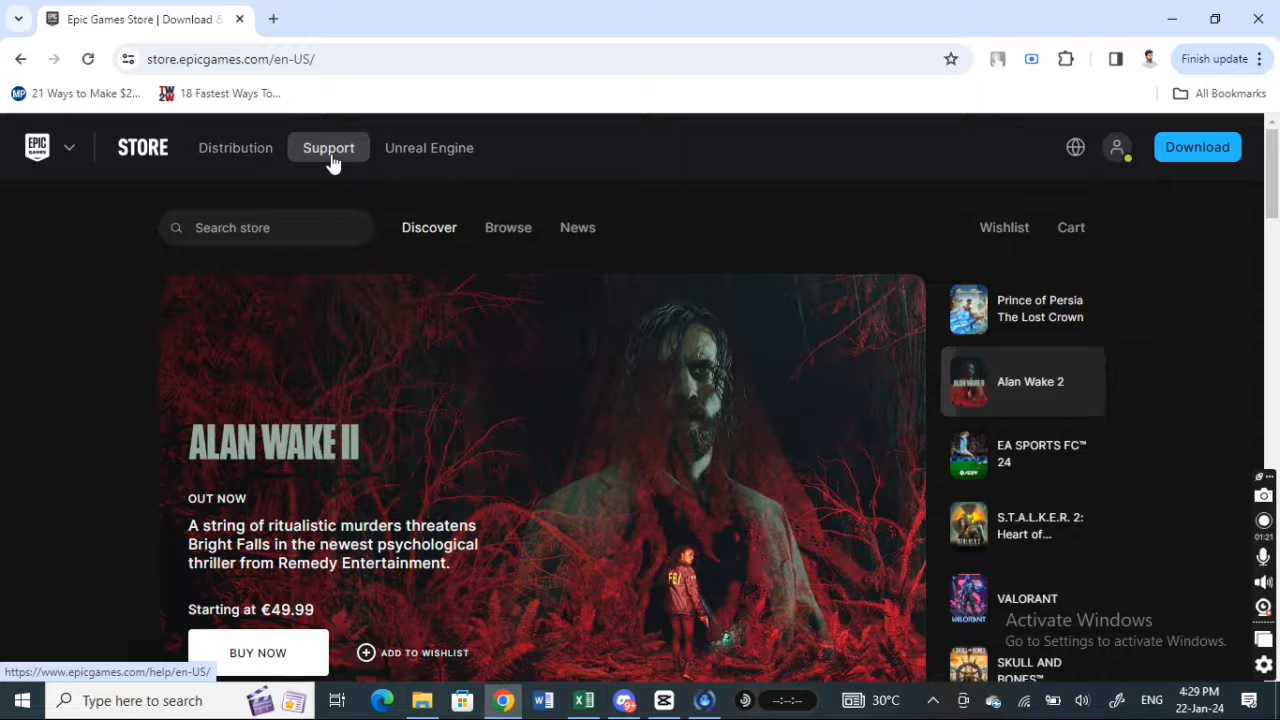 Epic Games Store | Download &
store.epicgames.com/en-US/
Finish update
21 Ways to Make $2...
18 Fastest Ways To...
All Bookmarks
EPIC
GAMES
STORE
Distribution
Support
Unreal Engine
Download
Search store
Discover
Browse
News
Wishlist
Cart
Prince of Persia
The Lost Crown
Alan Wake 2
EA SPORTS FC™
24
S.T.A.L.K.E.R. 2:
Heart of...
VALORANT
SKULL AND
BONES™
ALAN WAKE II
OUT NOW
A string of ritualistic murders threatens
Bright Falls in the newest psychological
thriller from Remedy Entertainment.
Starting at €49.99
BUY NOW
ADD TO WISHLIST
FBI
01:21
Activate Windows
Go to Settings to activate Windows.
https://www.epicgames.com/help/en-US/
Type here to search
--:--:--
30°C
ENG
4:29 PM
22-Jan-24